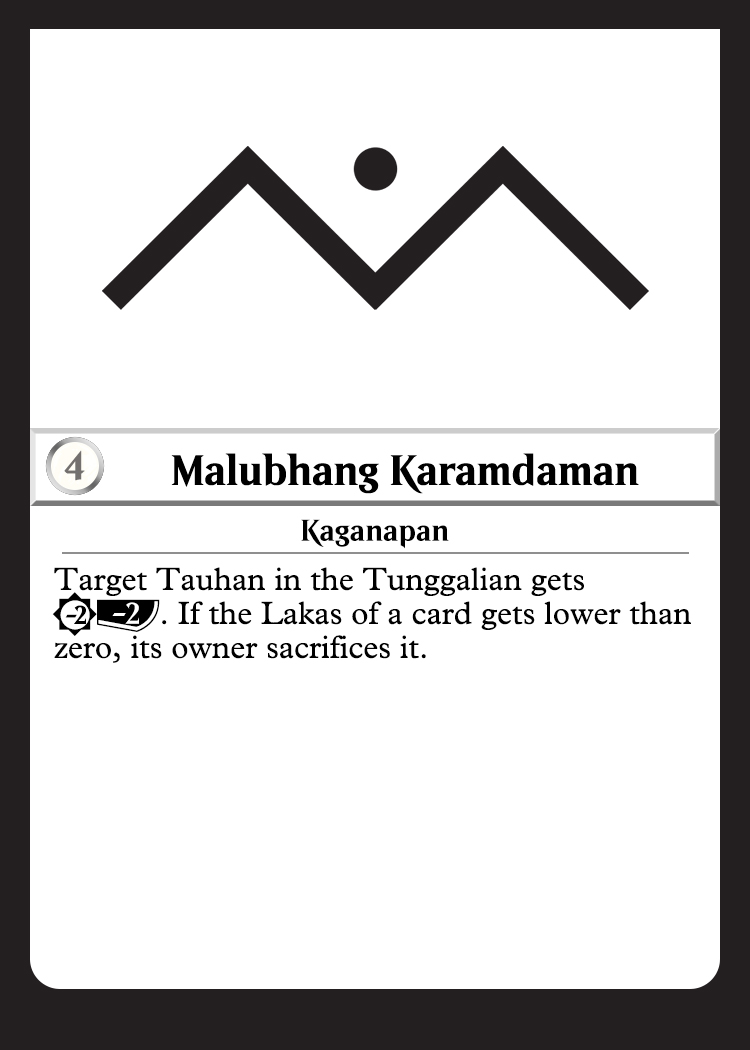 4
Malubhang Karamdaman
Kaganapan
Target Tauhan in the Tunggalian gets
-2 -2. If the Lakas of a card gets lower than
zero, its owner sacrifices it.